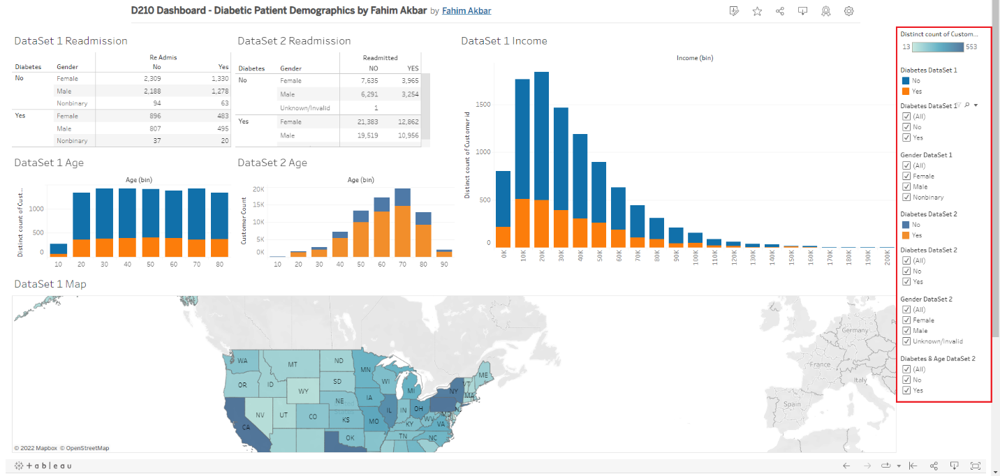 D210 Dashboard - Diabetic Patient Demographics by Fahim Akbar by Fahim Akbar
DataSet 1 Readmission
Re Admis
Diabetes Gender No Yes
No Female 2,309 1,330
Male 2,188 1,278
Nonbinary 94 63
Yes Female 896 483
Male 807 495
Nonbinary 37 20
DataSet 2 Readmission
Readmitted
Diabetes Gender NO YES
No Female 7,635 3,965
Male 6,291 3,254
Unknown/Invalid 1
Yes Female 21,383 12,862
Male 19,519 10,956
DataSet 1 Income
Income (bin)
Distinct count of Customer id
1500
1000
500
0
0K 10K 20K 30K 40K 50K 60K 70K 80K 90K 100K 110K 120K 130K 140K 150K 160K 170K 180K 190K 200K
DataSet 1 Age
Age (bin)
Distinct count of Cust...
1000
500
0
10 20 30 40 50 60 70 80
DataSet 2 Age
Age (bin)
Customer Count
20K
15K
10K
5K
0K
10 20 30 40 50 60 70 80 90
DataSet 1 Map
WA MT ND MN ME
OR ID SD WI MI VT
WY NY MA
NE IA
NV UT CO IL IN OH
CA KS MO WV MD
KY VA
OK TN NC
Germany
France
Italy
Spain
© 2022 Mapbox © OpenStreetMap
Distinct count of Custom...
13 553
Diabetes DataSet 1
No
Yes
Diabetes DataSet 1
(All)
No
Yes
Gender DataSet 1
(All)
Female
Male
Nonbinary
Diabetes DataSet 2
No
Yes
Diabetes DataSet 2
(All)
No
Yes
Gender DataSet 2
(All)
Female
Male
Unknown/Invalid
Diabetes & Age DataSet 2
(All)
No
Yes
+ableau